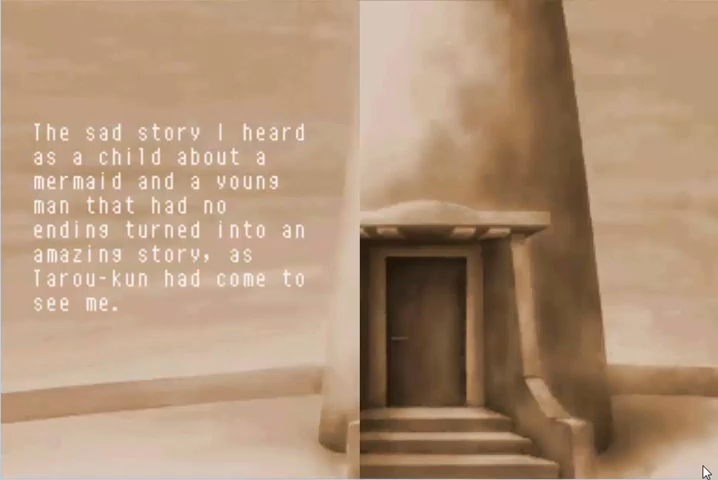 The sad story I heard
as a child about a
mermaid and a young
man that had no
ending turned into an
amazing story, as
Tarou-kun had come to
see me.